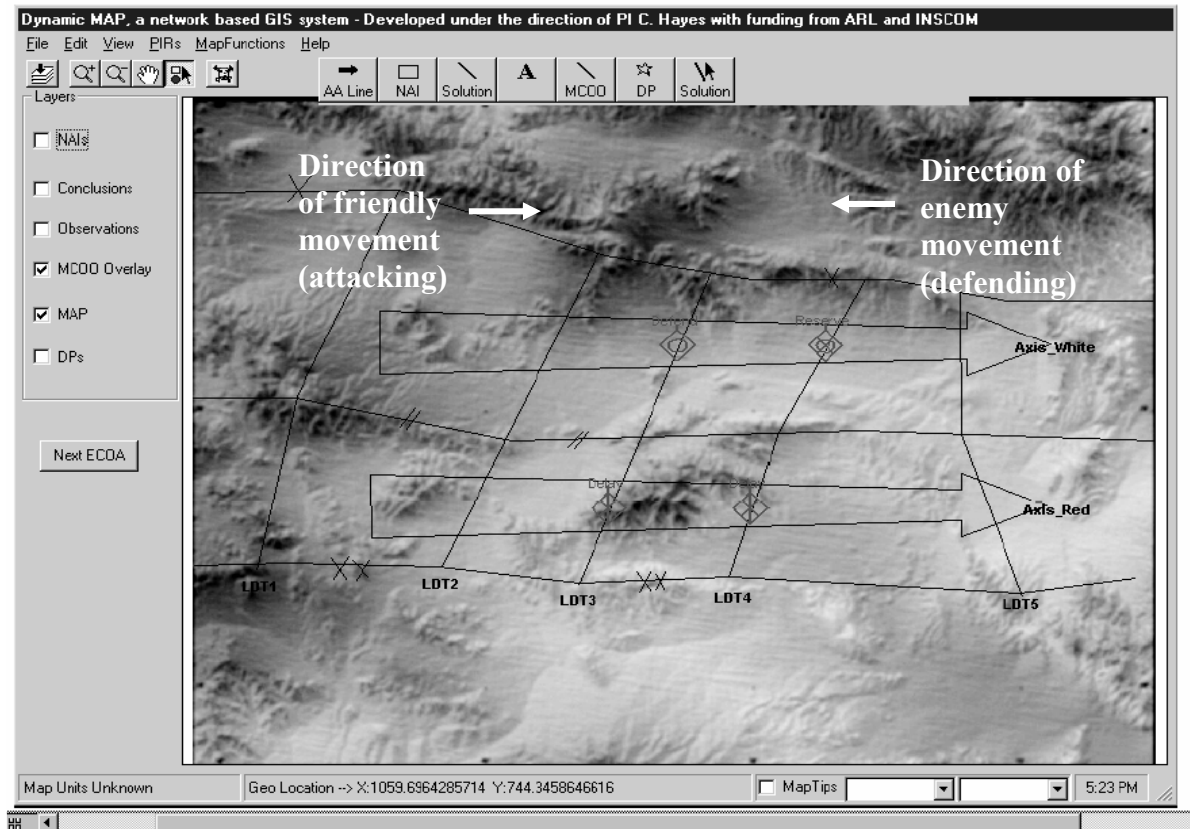 Dynamic MAP, a network based GIS system - Developed under the direction of PI C. Hayes with funding from ARL and INSCOM
File Edit View PIRs MapFunctions Help
AA Line NAI Solution A MCOO DP Solution
Layers
NAIs
Conclusions
Observations
MCOO Overlay
MAP
DPs
Next ECOA
Direction
of friendly
movement
(attacking)
Direction of
enemy
movement
(defending)
Defend
Reserve
Axis_White
Delay
Axis_Red
LDT1
LDT2
LDT3
LDT4
LDT5
Map Units Unknown
Geo Location --> X:1059.6964285714 Y:744.3458646616
MapTips
5:23 PM